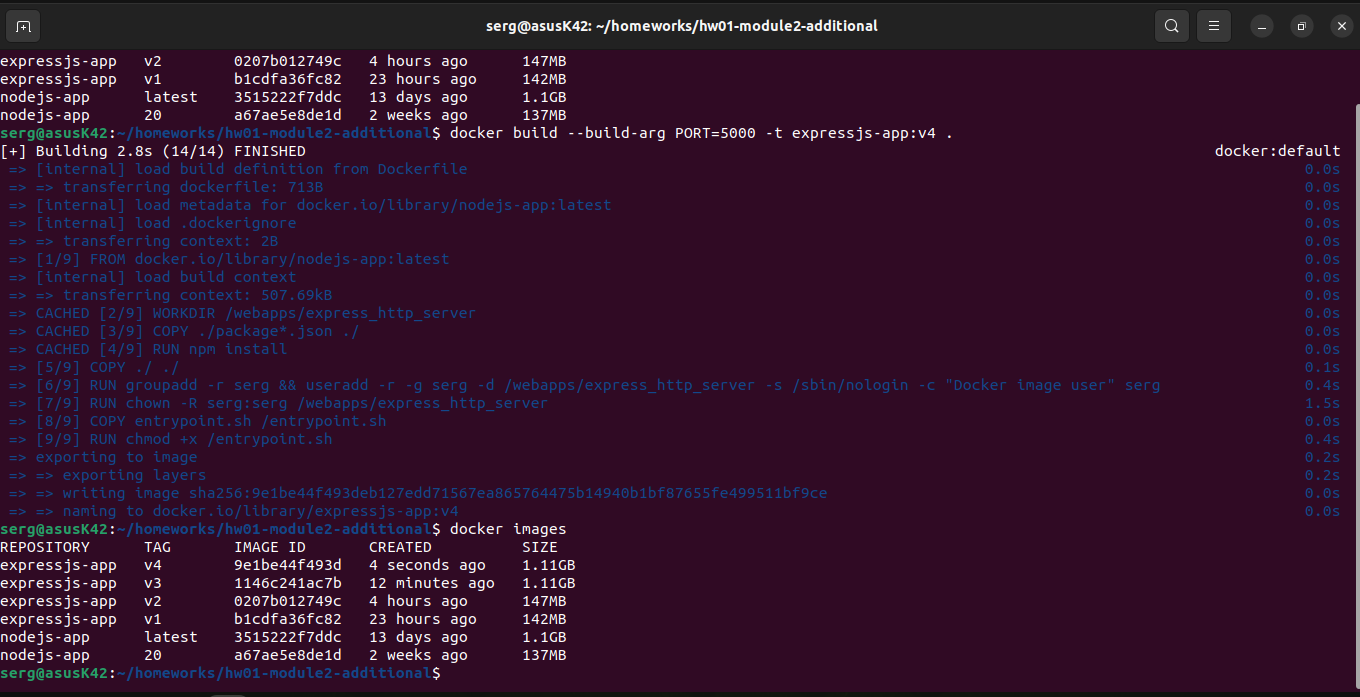 serg@asusK42: ~/homeworks/hw01-module2-additional
expressjs-app   v2        0207b012749c   4 hours ago      147MB
expressjs-app   v1        b1cdfa36fc82   23 hours ago     142MB
nodejs-app      latest    3515222f7ddc   13 days ago      1.1GB
nodejs-app      20        a67ae5e8de1d   2 weeks ago      137MB
serg@asusK42:~/homeworks/hw01-module2-additional$ docker build --build-arg PORT=5000 -t expressjs-app:v4 .
[+] Building 2.8s (14/14) FINISHED docker:default
=> [internal] load build definition from Dockerfile 0.0s
=> => transferring dockerfile: 713B 0.0s
=> [internal] load metadata for docker.io/library/nodejs-app:latest 0.0s
=> [internal] load .dockerignore 0.0s
=> => transferring context: 2B 0.0s
=> [1/9] FROM docker.io/library/nodejs-app:latest 0.0s
=> [internal] load build context 0.0s
=> => transferring context: 507.69kB 0.0s
=> CACHED [2/9] WORKDIR /webapps/express_http_server 0.0s
=> CACHED [3/9] COPY ./package*.json ./ 0.0s
=> CACHED [4/9] RUN npm install 0.0s
=> [5/9] COPY ./ ./ 0.1s
=> [6/9] RUN groupadd -r serg && useradd -r -g serg -d /webapps/express_http_server -s /sbin/nologin -c "Docker image user" serg 0.4s
=> [7/9] RUN chown -R serg:serg /webapps/express_http_server 1.5s
=> [8/9] COPY entrypoint.sh /entrypoint.sh 0.0s
=> [9/9] RUN chmod +x /entrypoint.sh 0.4s
=> exporting to image 0.2s
=> => exporting layers 0.2s
=> => writing image sha256:9e1be44f493deb127edd71567ea865764475b14940b1bf87655fe499511bf9ce 0.0s
=> => naming to docker.io/library/expressjs-app:v4 0.0s
serg@asusK42:~/homeworks/hw01-module2-additional$ docker images
REPOSITORY      TAG       IMAGE ID       CREATED          SIZE
expressjs-app   v4        9e1be44f493d   4 seconds ago    1.11GB
expressjs-app   v3        1146c241ac7b   12 minutes ago   1.11GB
expressjs-app   v2        0207b012749c   4 hours ago      147MB
expressjs-app   v1        b1cdfa36fc82   23 hours ago     142MB
nodejs-app      latest    3515222f7ddc   13 days ago      1.1GB
nodejs-app      20        a67ae5e8de1d   2 weeks ago      137MB
serg@asusK42:~/homeworks/hw01-module2-additional$